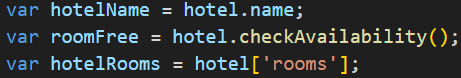 var hotelName = hotel.name;
var roomFree = hotel.checkAvailability();
var hotelRooms = hotel['rooms'];